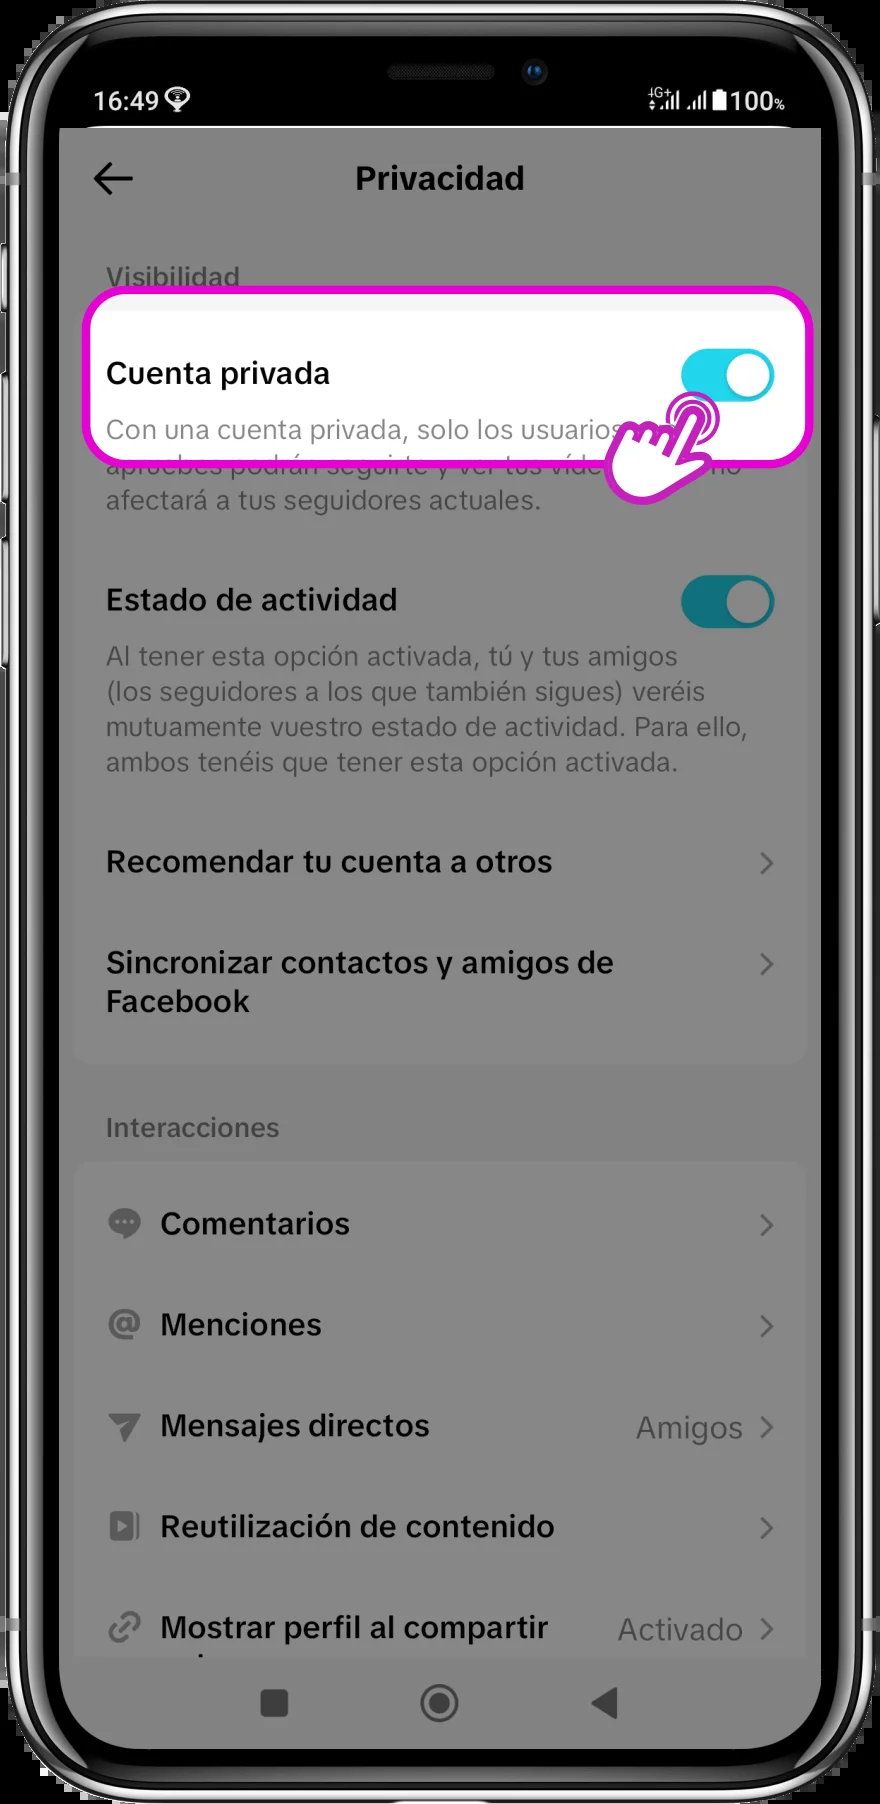 16:49 4G+ 100%
Privacidad
Visibilidad
Cuenta privada
Con una cuenta privada, solo los usuarios
apruebes podrán seguirte y ver tus víde no
afectará a tus seguidores actuales.
Estado de actividad
Al tener esta opción activada, tú y tus amigos
(los seguidores a los que también sigues) veréis
mutuamente vuestro estado de actividad. Para ello,
ambos tenéis que tener esta opción activada.
Recomendar tu cuenta a otros
Sincronizar contactos y amigos de
Facebook
Interacciones
Comentarios
Menciones
Mensajes directos Amigos
Reutilización de contenido
Mostrar perfil al compartir Activado